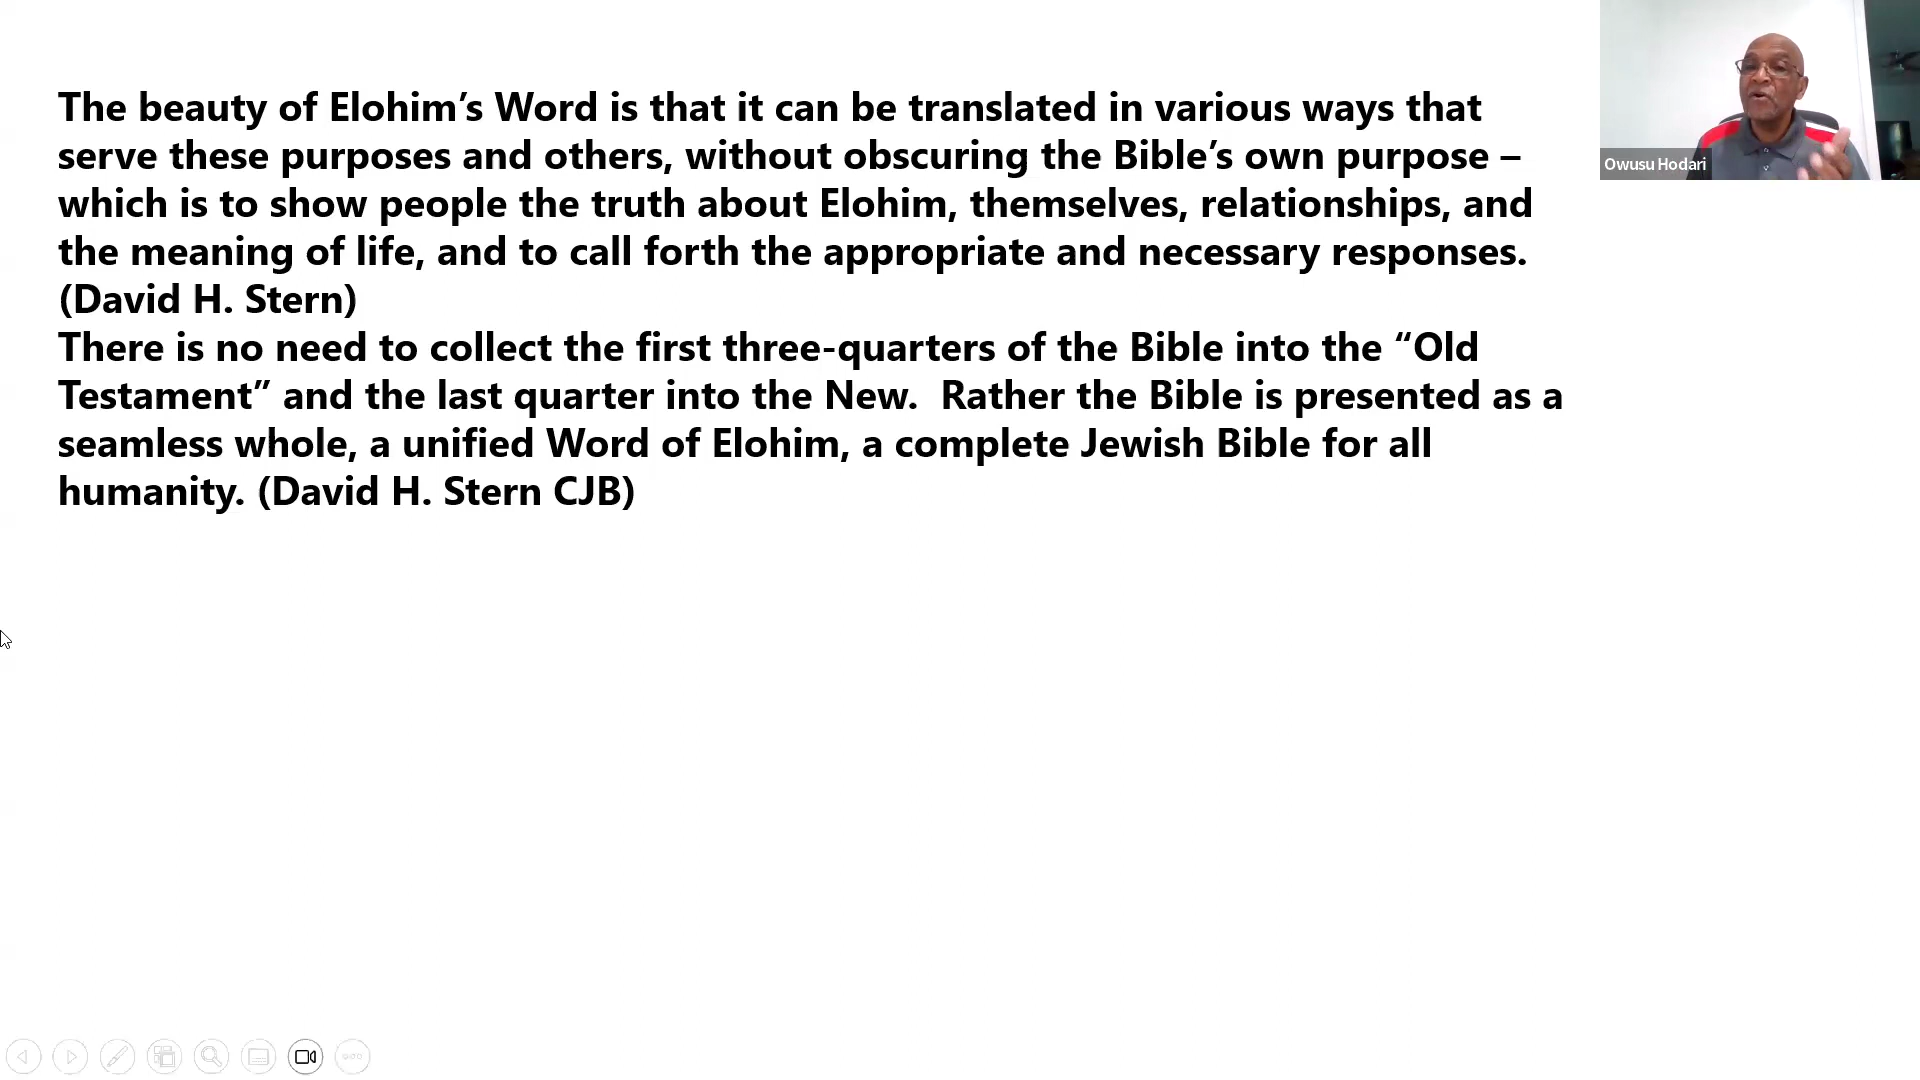 The beauty of Elohim’s Word is that it can be translated in various ways that
serve these purposes and others, without obscuring the Bible’s own purpose –
which is to show people the truth about Elohim, themselves, relationships, and
the meaning of life, and to call forth the appropriate and necessary responses.
(David H. Stern)
There is no need to collect the first three-quarters of the Bible into the “Old
Testament” and the last quarter into the New.  Rather the Bible is presented as a
seamless whole, a unified Word of Elohim, a complete Jewish Bible for all
humanity. (David H. Stern CJB)
Owusu Hodari